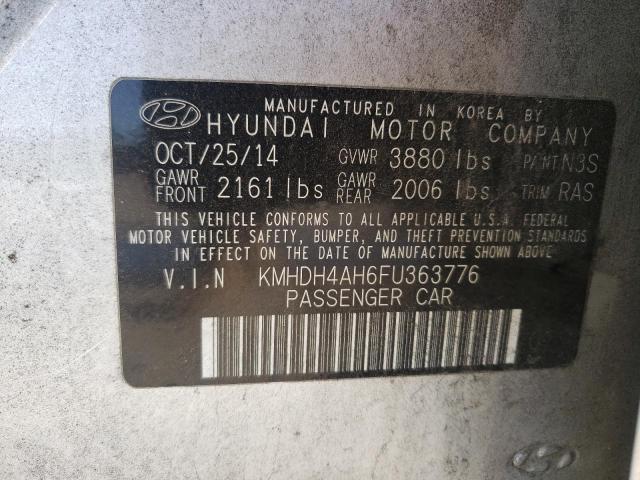 MANUFACTURED IN KOREA BY
HYUNDAI MOTOR COMPANY
OCT/25/14 GVWR 3880 lbs PAINT N3S
GAWR FRONT 2161 lbs GAWR REAR 2006 lbs TRIM RAS
THIS VEHICLE CONFORMS TO ALL APPLICABLE U.S.A. FEDERAL
MOTOR VEHICLE SAFETY, BUMPER, AND THEFT PREVENTION STANDARDS
IN EFFECT ON THE DATE OF MANUFACTURE SHOWN ABOVE.
V.I.N KMHDH4AH6FU363776
PASSENGER CAR